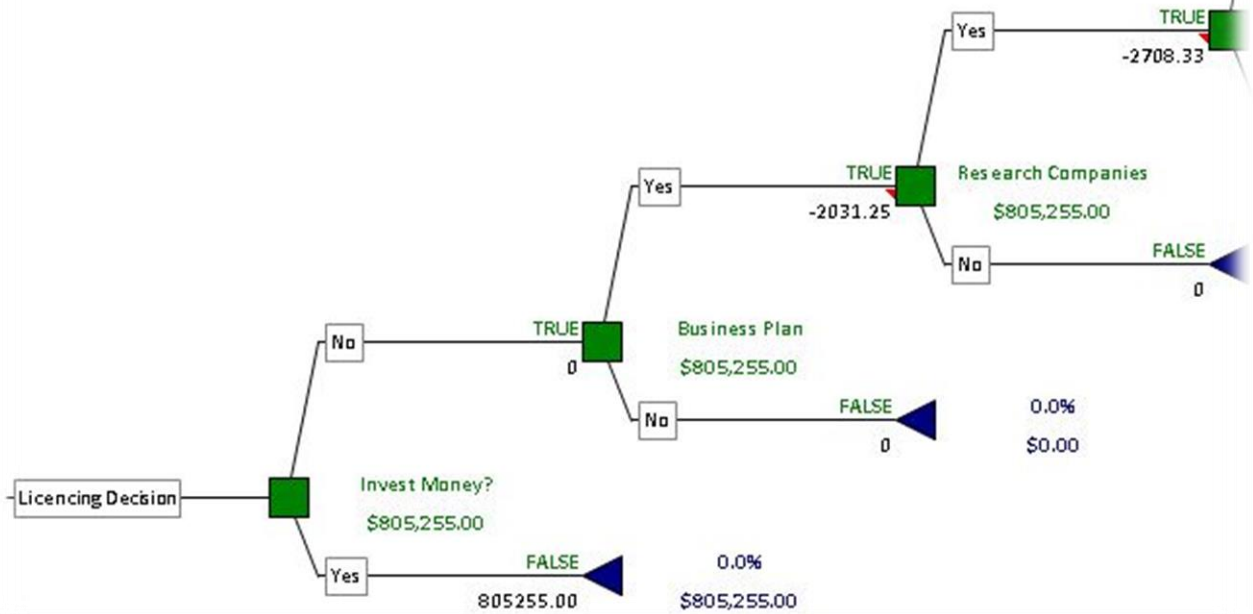 Yes
TRUE
-2708.33
Yes
TRUE
-2031.25
Research Companies
$805,255.00
No
FALSE
0
No
TRUE
0
Business Plan
$805,255.00
No
FALSE
0
0.0%
$0.00
Licencing Decision
Invest Money?
$805,255.00
Yes
FALSE
805255.00
0.0%
$805,255.00